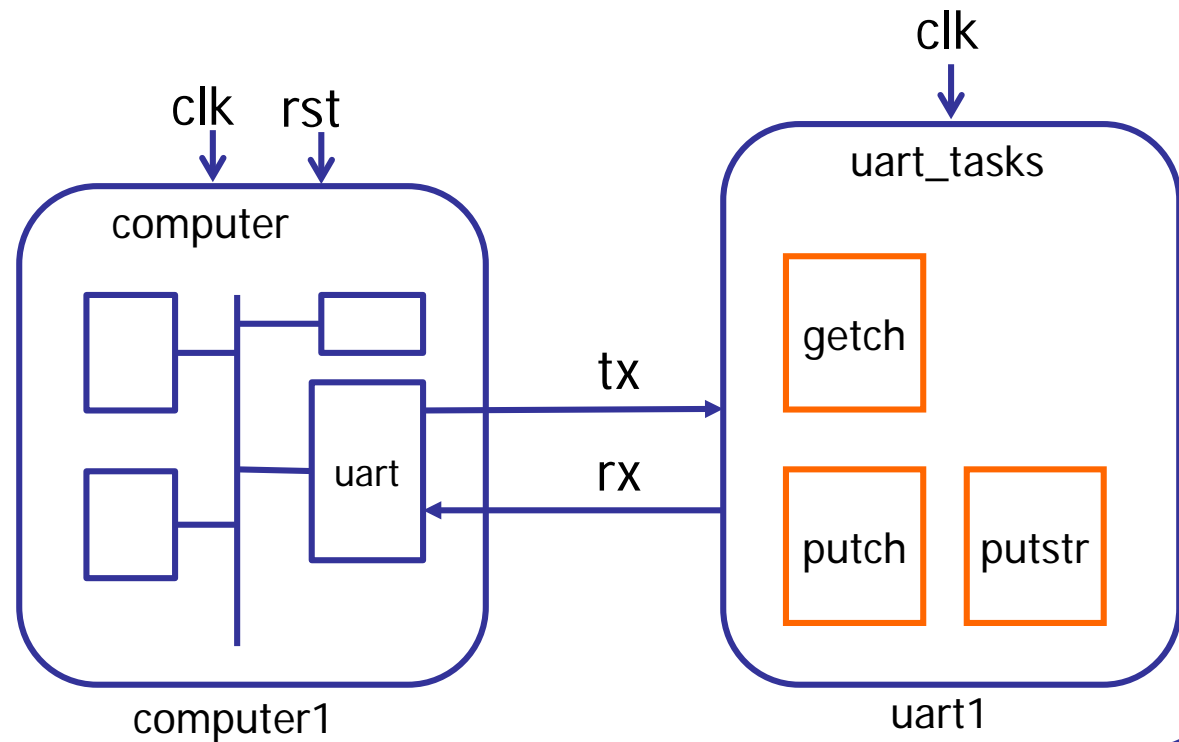 clk
clk
rst
uart_tasks
computer
getch
tx
uart
rx
putch
putstr
computer1
uart1